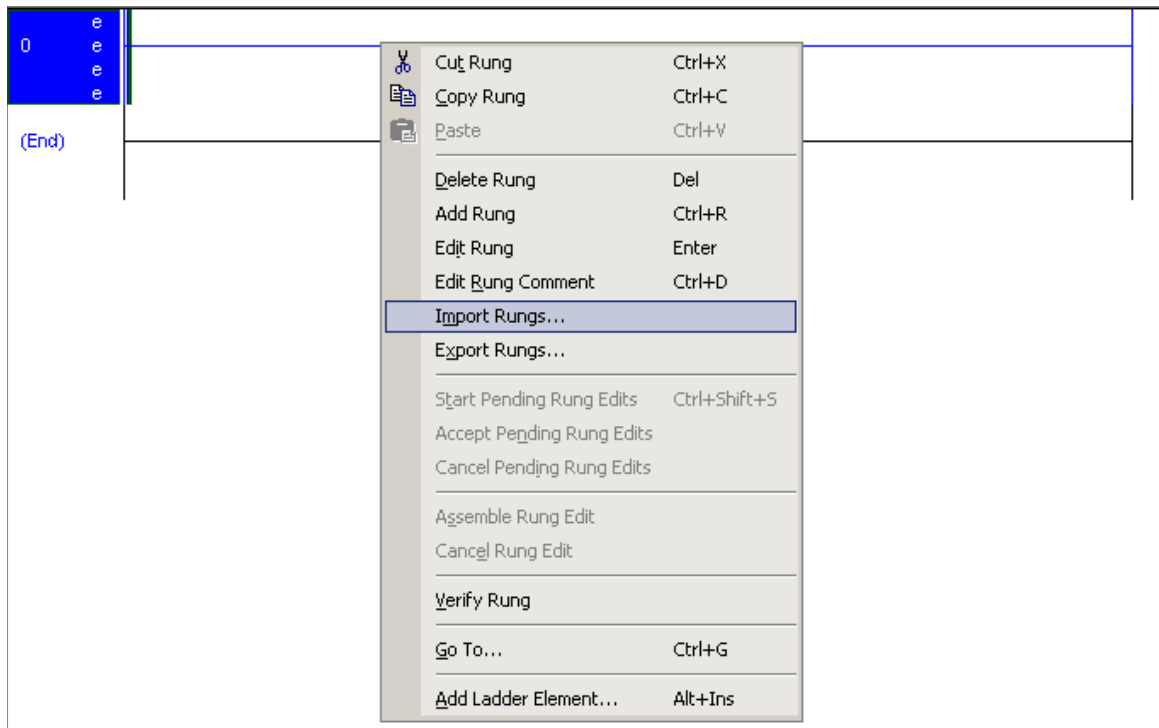 e
0 e
e
e
(End)
Cut Rung Ctrl+X
Copy Rung Ctrl+C
Paste Ctrl+V
Delete Rung Del
Add Rung Ctrl+R
Edit Rung Enter
Edit Rung Comment Ctrl+D
Import Rungs...
Export Rungs...
Start Pending Rung Edits Ctrl+Shift+S
Accept Pending Rung Edits
Cancel Pending Rung Edits
Assemble Rung Edit
Cancel Rung Edit
Verify Rung
Go To... Ctrl+G
Add Ladder Element... Alt+Ins